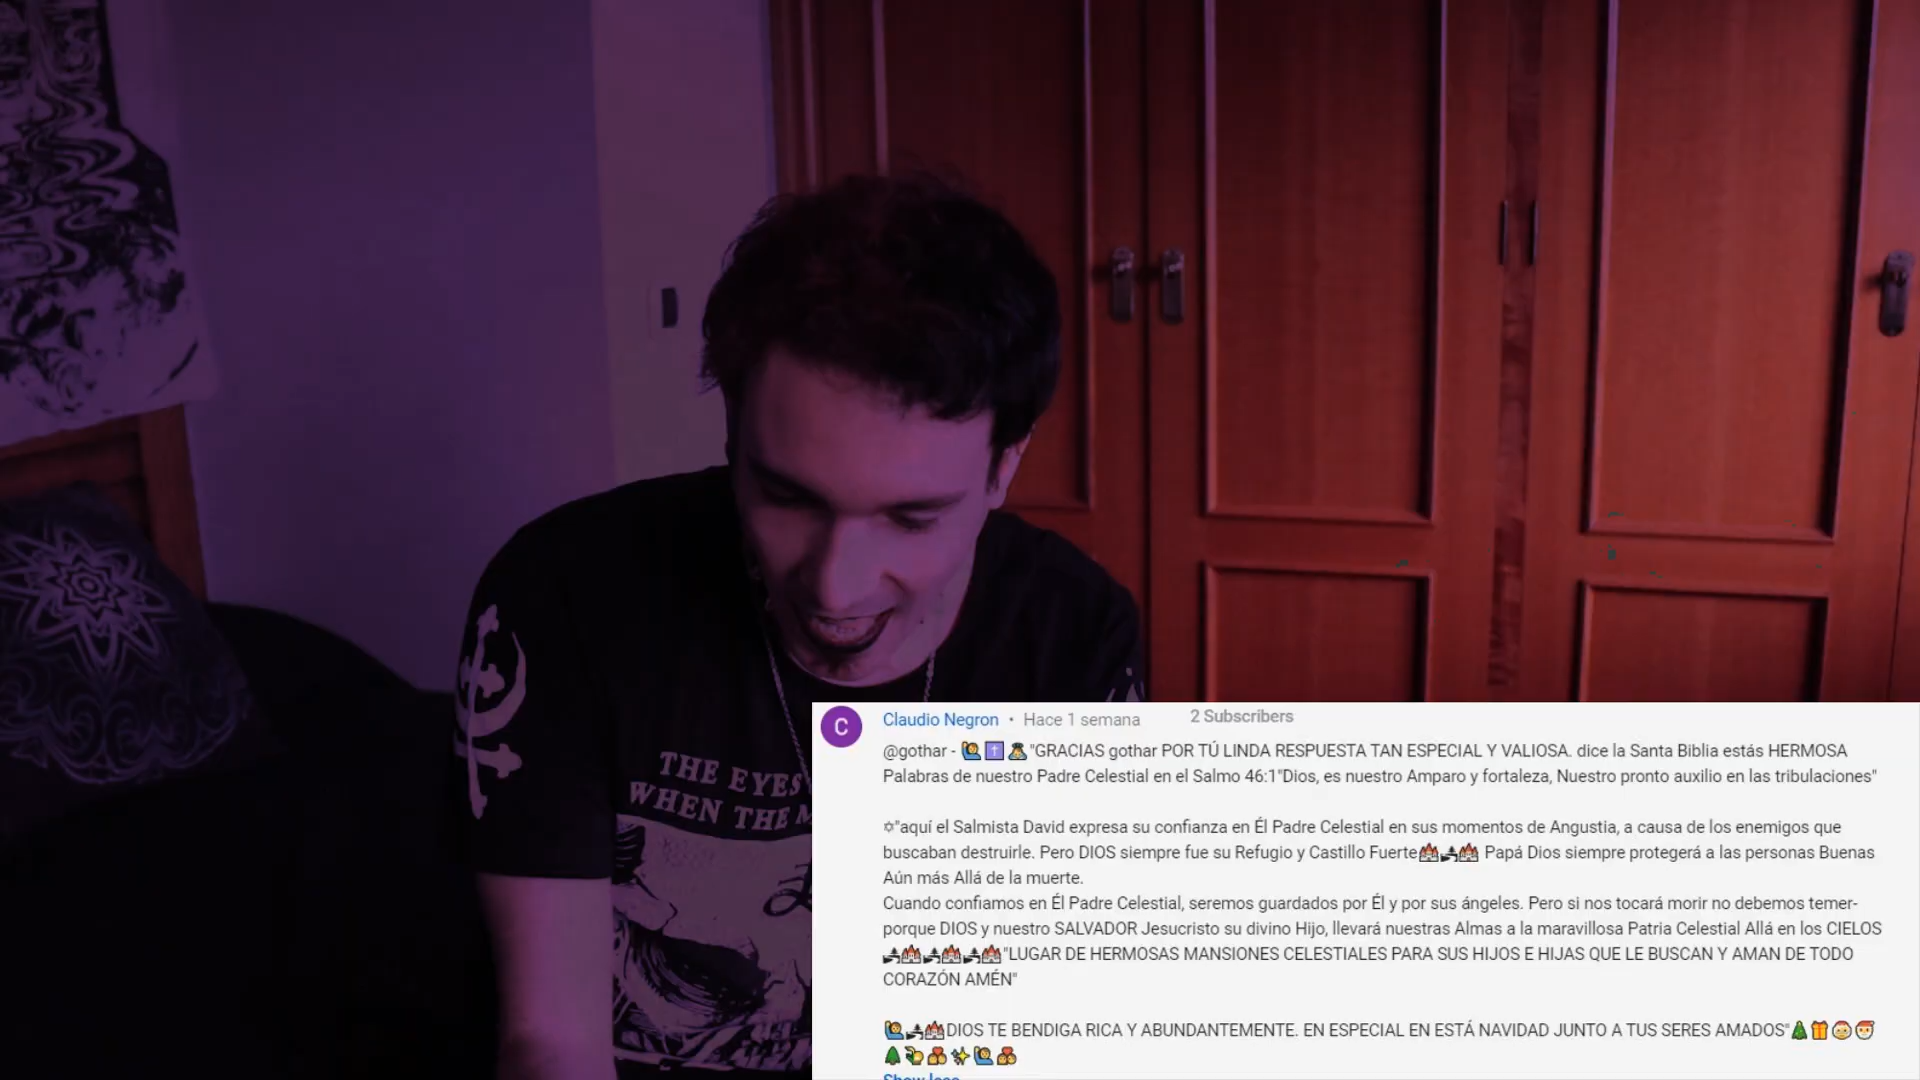 THE EYES
WHEN THE M
C
Claudio Negron • Hace 1 semana 2 Subscribers
@gothar - 🙋✝️🙇"GRACIAS gothar POR TÚ LINDA RESPUESTA TAN ESPECIAL Y VALIOSA. dice la Santa Biblia estás HERMOSA
Palabras de nuestro Padre Celestial en el Salmo 46:1"Dios, es nuestro Amparo y fortaleza, Nuestro pronto auxilio en las tribulaciones"
✡"aquí el Salmista David expresa su confianza en Él Padre Celestial en sus momentos de Angustia, a causa de los enemigos que
buscaban destruirle. Pero DIOS siempre fue su Refugio y Castillo Fuerte🏰🏞🏰 Papá Dios siempre protegerá a las personas Buenas
Aún más Allá de la muerte.
Cuando confiamos en Él Padre Celestial, seremos guardados por Él y por sus ángeles. Pero si nos tocará morir no debemos temer-
porque DIOS y nuestro SALVADOR Jesucristo su divino Hijo, llevará nuestras Almas a la maravillosa Patria Celestial Allá en los CIELOS
🏞🏰🏞🏰🏞🏰"LUGAR DE HERMOSAS MANSIONES CELESTIALES PARA SUS HIJOS E HIJAS QUE LE BUSCAN Y AMAN DE TODO
CORAZÓN AMÉN"
🙋🏞🏰DIOS TE BENDIGA RICA Y ABUNDANTEMENTE. EN ESPECIAL EN ESTÁ NAVIDAD JUNTO A TUS SERES AMADOS"🎄🎁🤶🎅
Show less